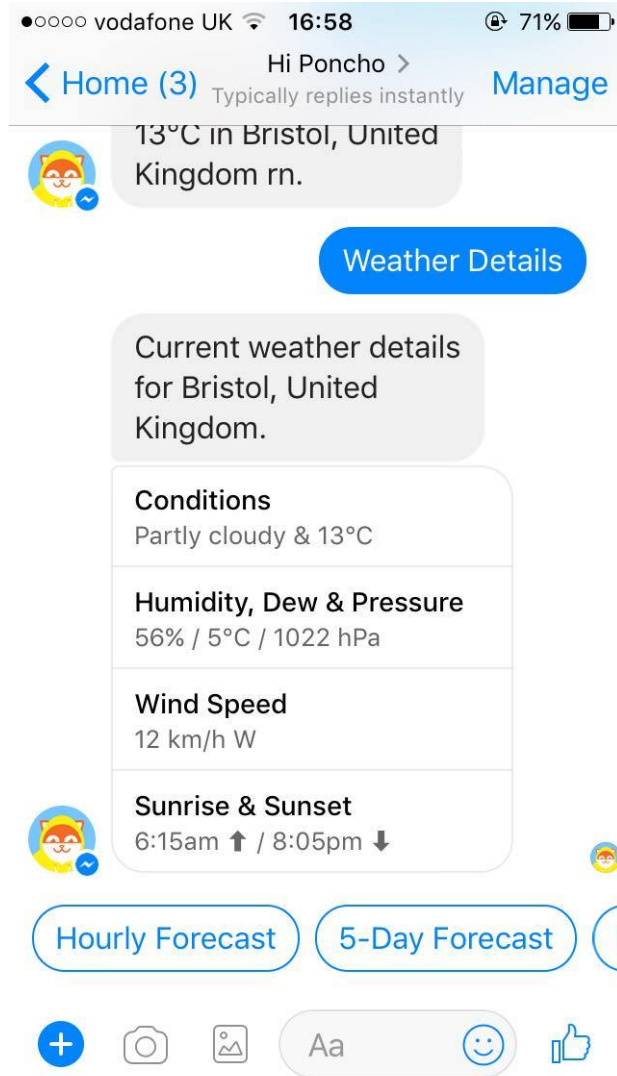 vodafone UK 16:58 71%
Home (3) Hi Poncho > Manage
Typically replies instantly
13°C in Bristol, United
Kingdom rn.
Weather Details
Current weather details
for Bristol, United
Kingdom.
Conditions
Partly cloudy & 13°C
Humidity, Dew & Pressure
56% / 5°C / 1022 hPa
Wind Speed
12 km/h W
Sunrise & Sunset
6:15am ⬆ / 8:05pm ⬇
Hourly Forecast 5-Day Forecast
Aa